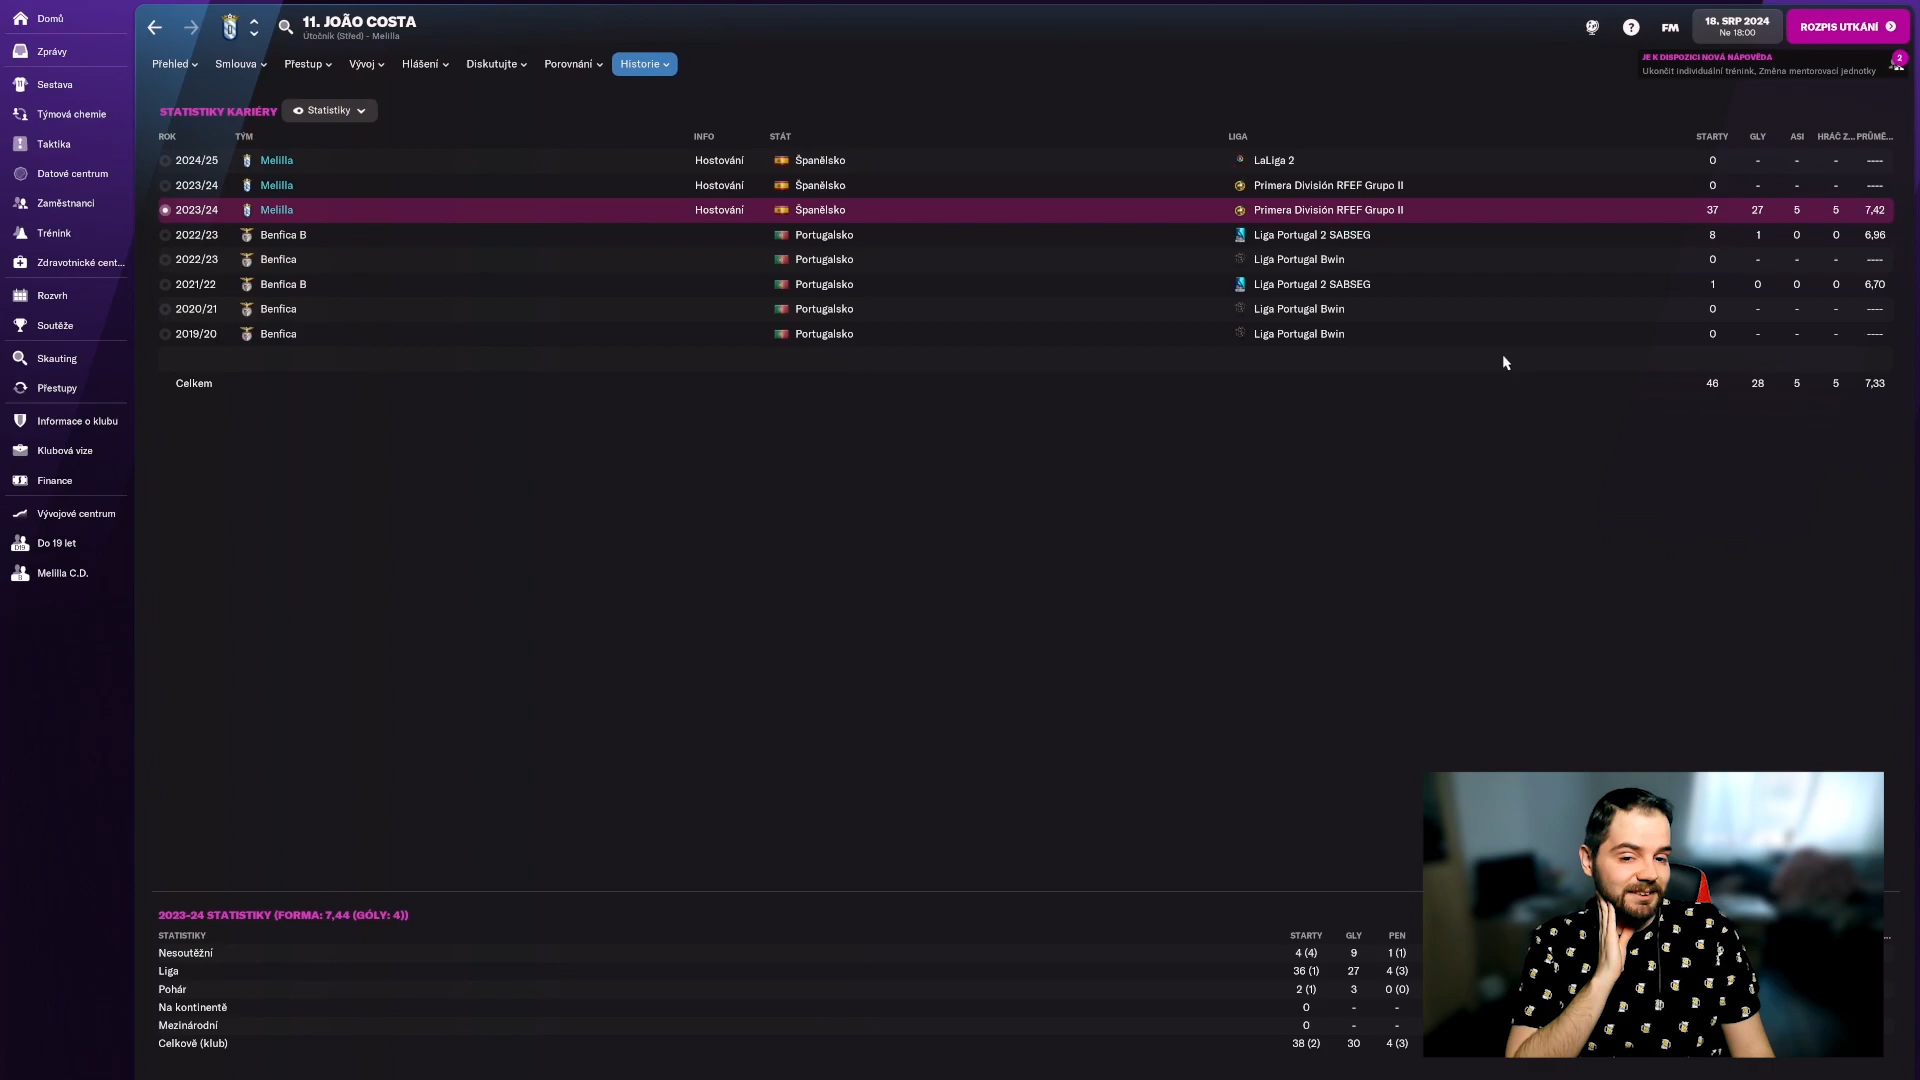 Domů
Zprávy
Sestava
Týmová chemie
Taktika
Datové centrum
Zaměstnanci
Trénink
Zdravotnické cent...
Rozvrh
Soutěže
Skauting
Přestupy
Informace o klubu
Klubová vize
Finance
Vývojové centrum
Do 19 let
Melilla C.D.
11. JOÃO COSTA
Útočník (Střed) - Melilla
FM
18. SRP 2024
Ne 18:00
ROZPIS UTKÁNÍ
Přehled Smlouva Přestup Vývoj Hlášení Diskutujte Porovnání Historie
JE K DISPOZICI NOVÁ NÁPOVĚDA
2
Ukončit individuální trénink, Změna mentorovací jednotky
STATISTIKY KARIÉRY Statistiky
ROK TÝM INFO STÁT LIGA STARTY GLY ASI HRÁČ Z... PRŮMĚ...
2024/25 Melilla Hostování Španělsko LaLiga 2 0 - - - ----
2023/24 Melilla Hostování Španělsko Primera División RFEF Grupo II 0 - - - ----
2023/24 Melilla Hostování Španělsko Primera División RFEF Grupo II 37 27 5 5 7,42
2022/23 Benfica B Portugalsko Liga Portugal 2 SABSEG 8 1 0 0 6,96
2022/23 Benfica Portugalsko Liga Portugal Bwin 0 - - - ----
2021/22 Benfica B Portugalsko Liga Portugal 2 SABSEG 1 0 0 0 6,70
2020/21 Benfica Portugalsko Liga Portugal Bwin 0 - - - ----
2019/20 Benfica Portugalsko Liga Portugal Bwin 0 - - - ----
Celkem 46 28 5 5 7,33
2023-24 STATISTIKY (FORMA: 7,44 (GÓLY: 4))
STATISTIKY STARTY GLY PEN
Nesoutěžní 4 (4) 9 1 (1)
Liga 36 (1) 27 4 (3)
Pohár 2 (1) 3 0 (0)
Na kontinentě 0 - -
Mezinárodní 0 - -
Celkově (klub) 38 (2) 30 4 (3)